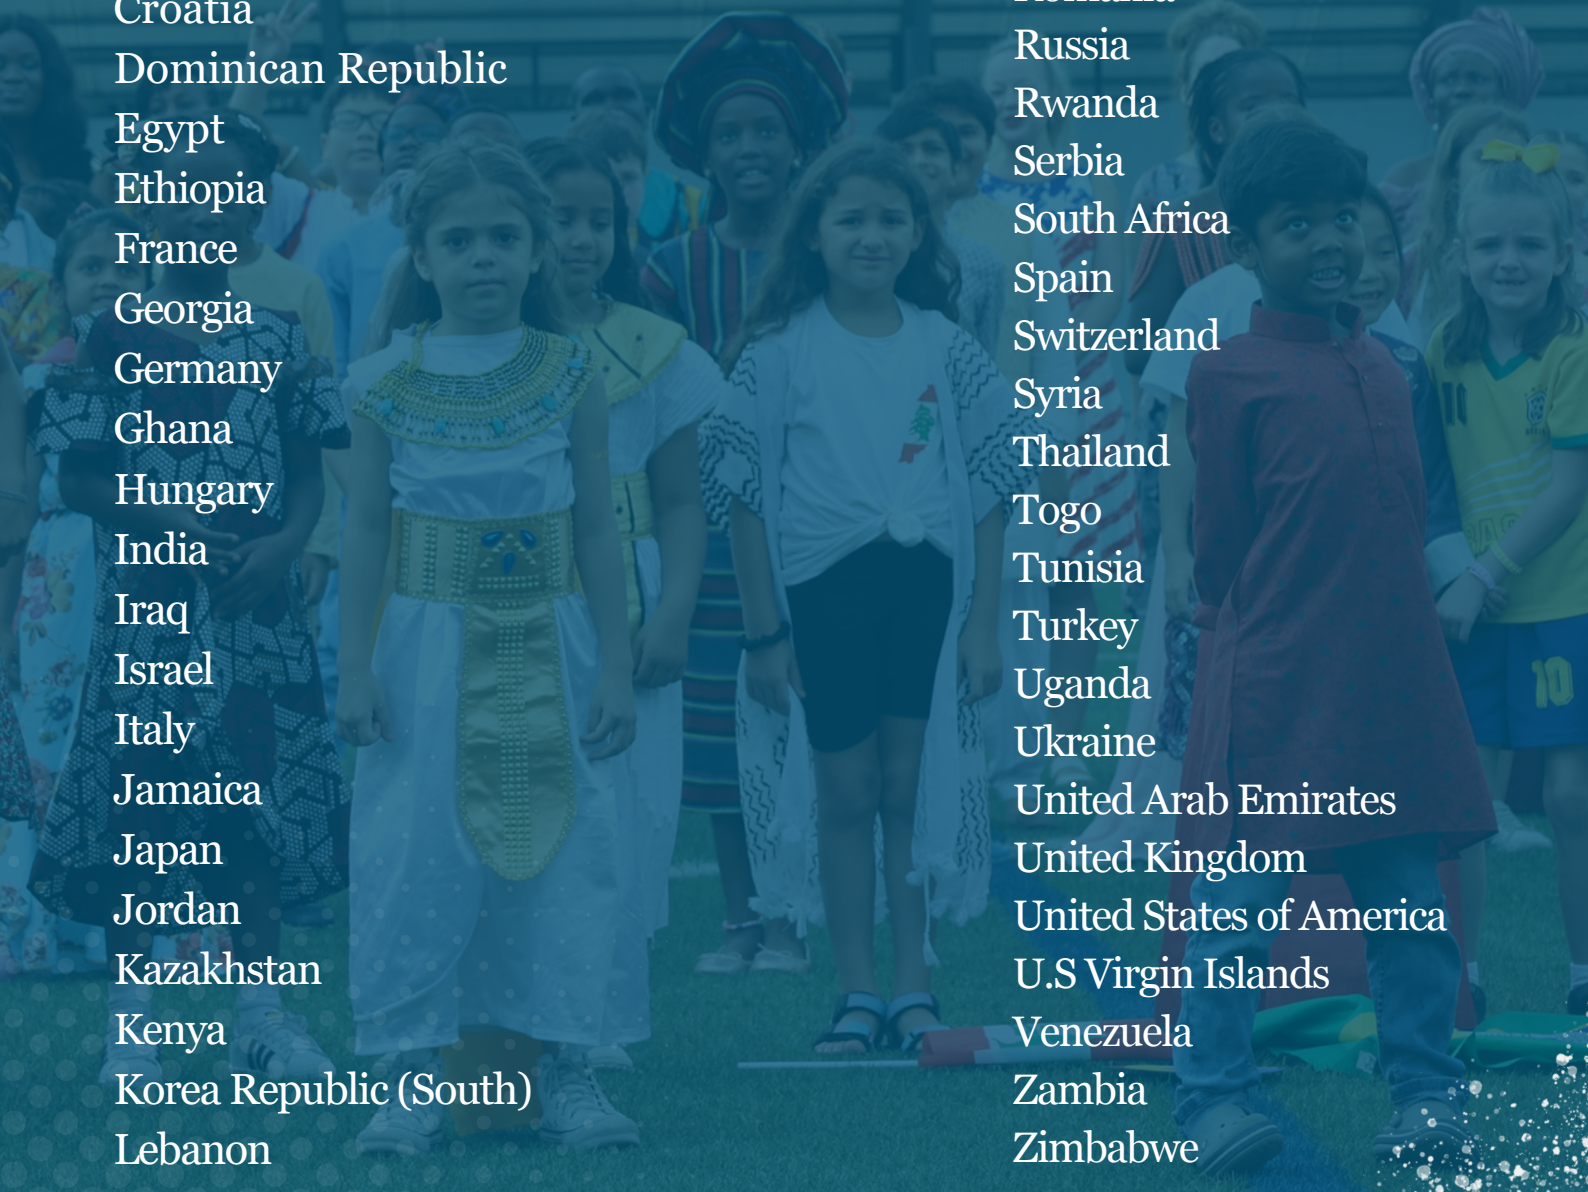 Croatia
Dominican Republic
Egypt
Ethiopia
France
Georgia
Germany
Ghana
Hungary
India
Iraq
Israel
Italy
Jamaica
Japan
Jordan
Kazakhstan
Kenya
Korea Republic (South)
Lebanon
Romania
Russia
Rwanda
Serbia
South Africa
Spain
Switzerland
Syria
Thailand
Togo
Tunisia
Turkey
Uganda
Ukraine
United Arab Emirates
United Kingdom
United States of America
U.S Virgin Islands
Venezuela
Zambia
Zimbabwe
10